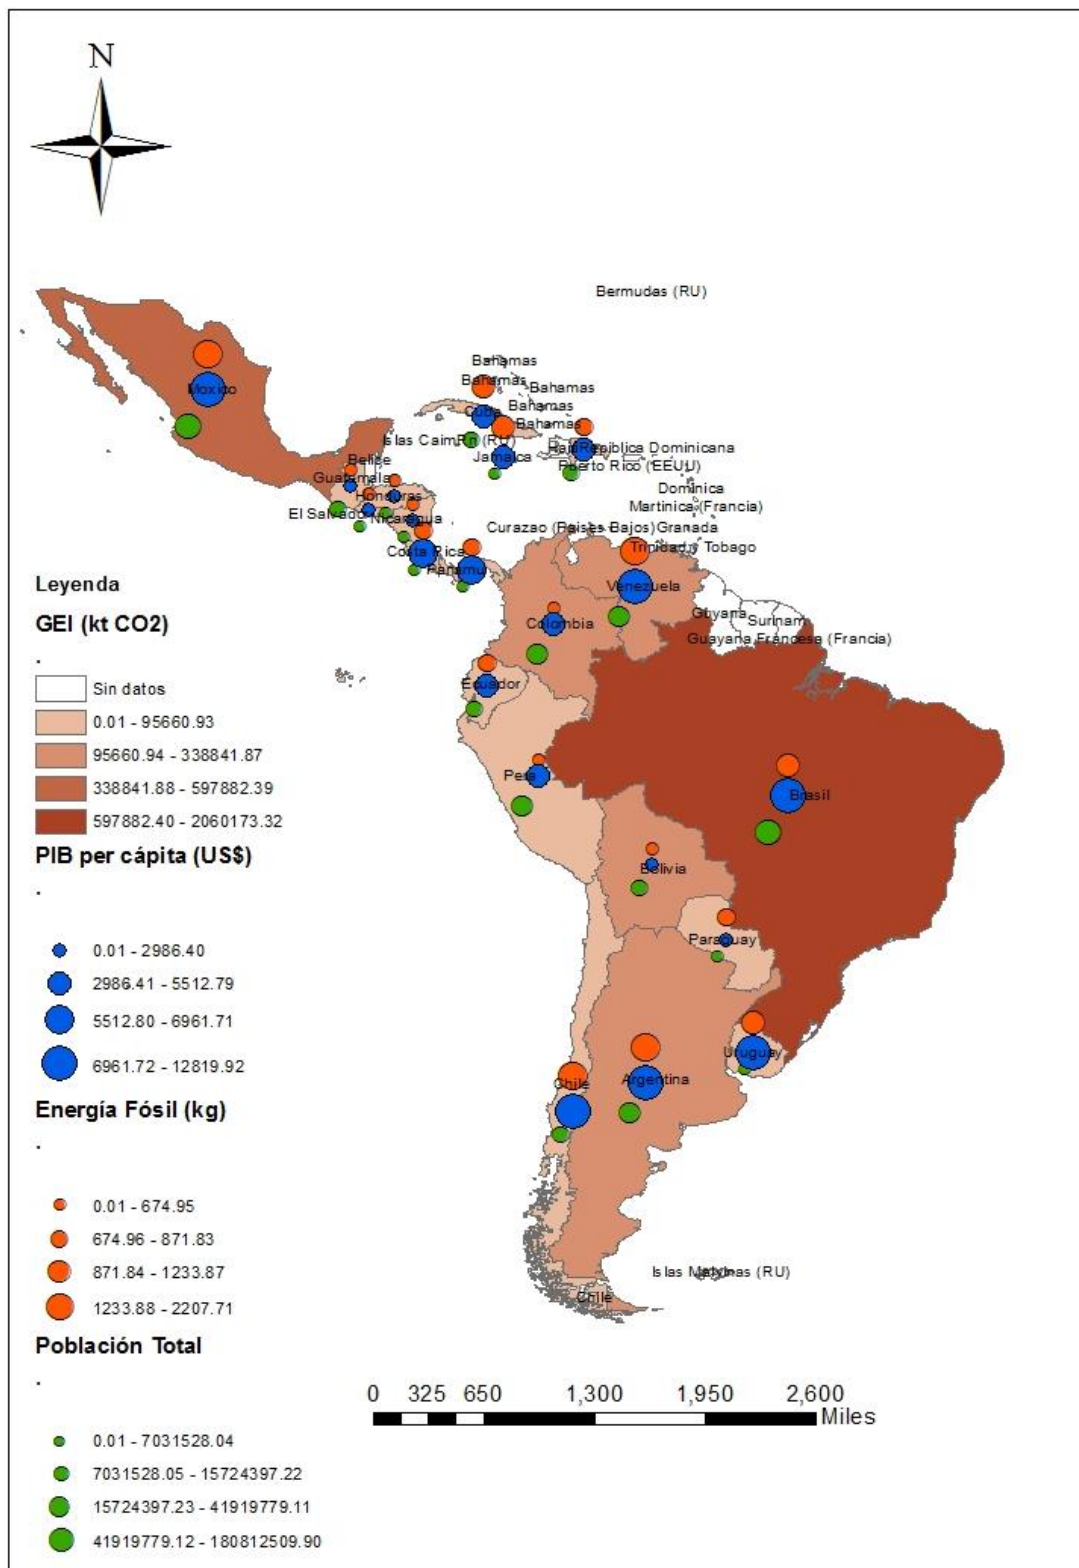 N
Bermudas (RU)
Bahamas
Bahamas
Bahamas
Bahamas
Bahamas
Mexico
Cuba
Islas Caim Rn (RU)
República Dominicana
Jamaica
Puerto Rico (EEUU)
Belice
Guatemala
Honduras
Dominica
Martinica (Francia)
El Salvado
Nicaragua
Curazao (Paises Bajos)
Granada
Costa Rica
Trinidad y Tobago
Panamu
Venezuela
Guyana
Surinam
Colombia
Guayana Francesa (Francia)
Ecuador
Brasil
Bolivia
Paraguay
Uruguay
Argentina
Chile
Islas Malvinas (RU)
Chile
Leyenda
GEI (kt CO2)
.
Sin datos
0.01 - 95660.93
95660.94 - 338841.87
338841.88 - 597882.39
597882.40 - 2060173.32
PIB per cápita (US$)
.
0.01 - 2986.40
2986.41 - 5512.79
5512.80 - 6961.71
6961.72 - 12819.92
Energía Fósil (kg)
.
0.01 - 674.95
674.96 - 871.83
871.84 - 1233.87
1233.88 - 2207.71
Población Total
.
0.01 - 7031528.04
7031528.05 - 15724397.22
15724397.23 - 41919779.11
41919779.12 - 180812509.90
0 325 650 1,300 1,950 2,600
Miles